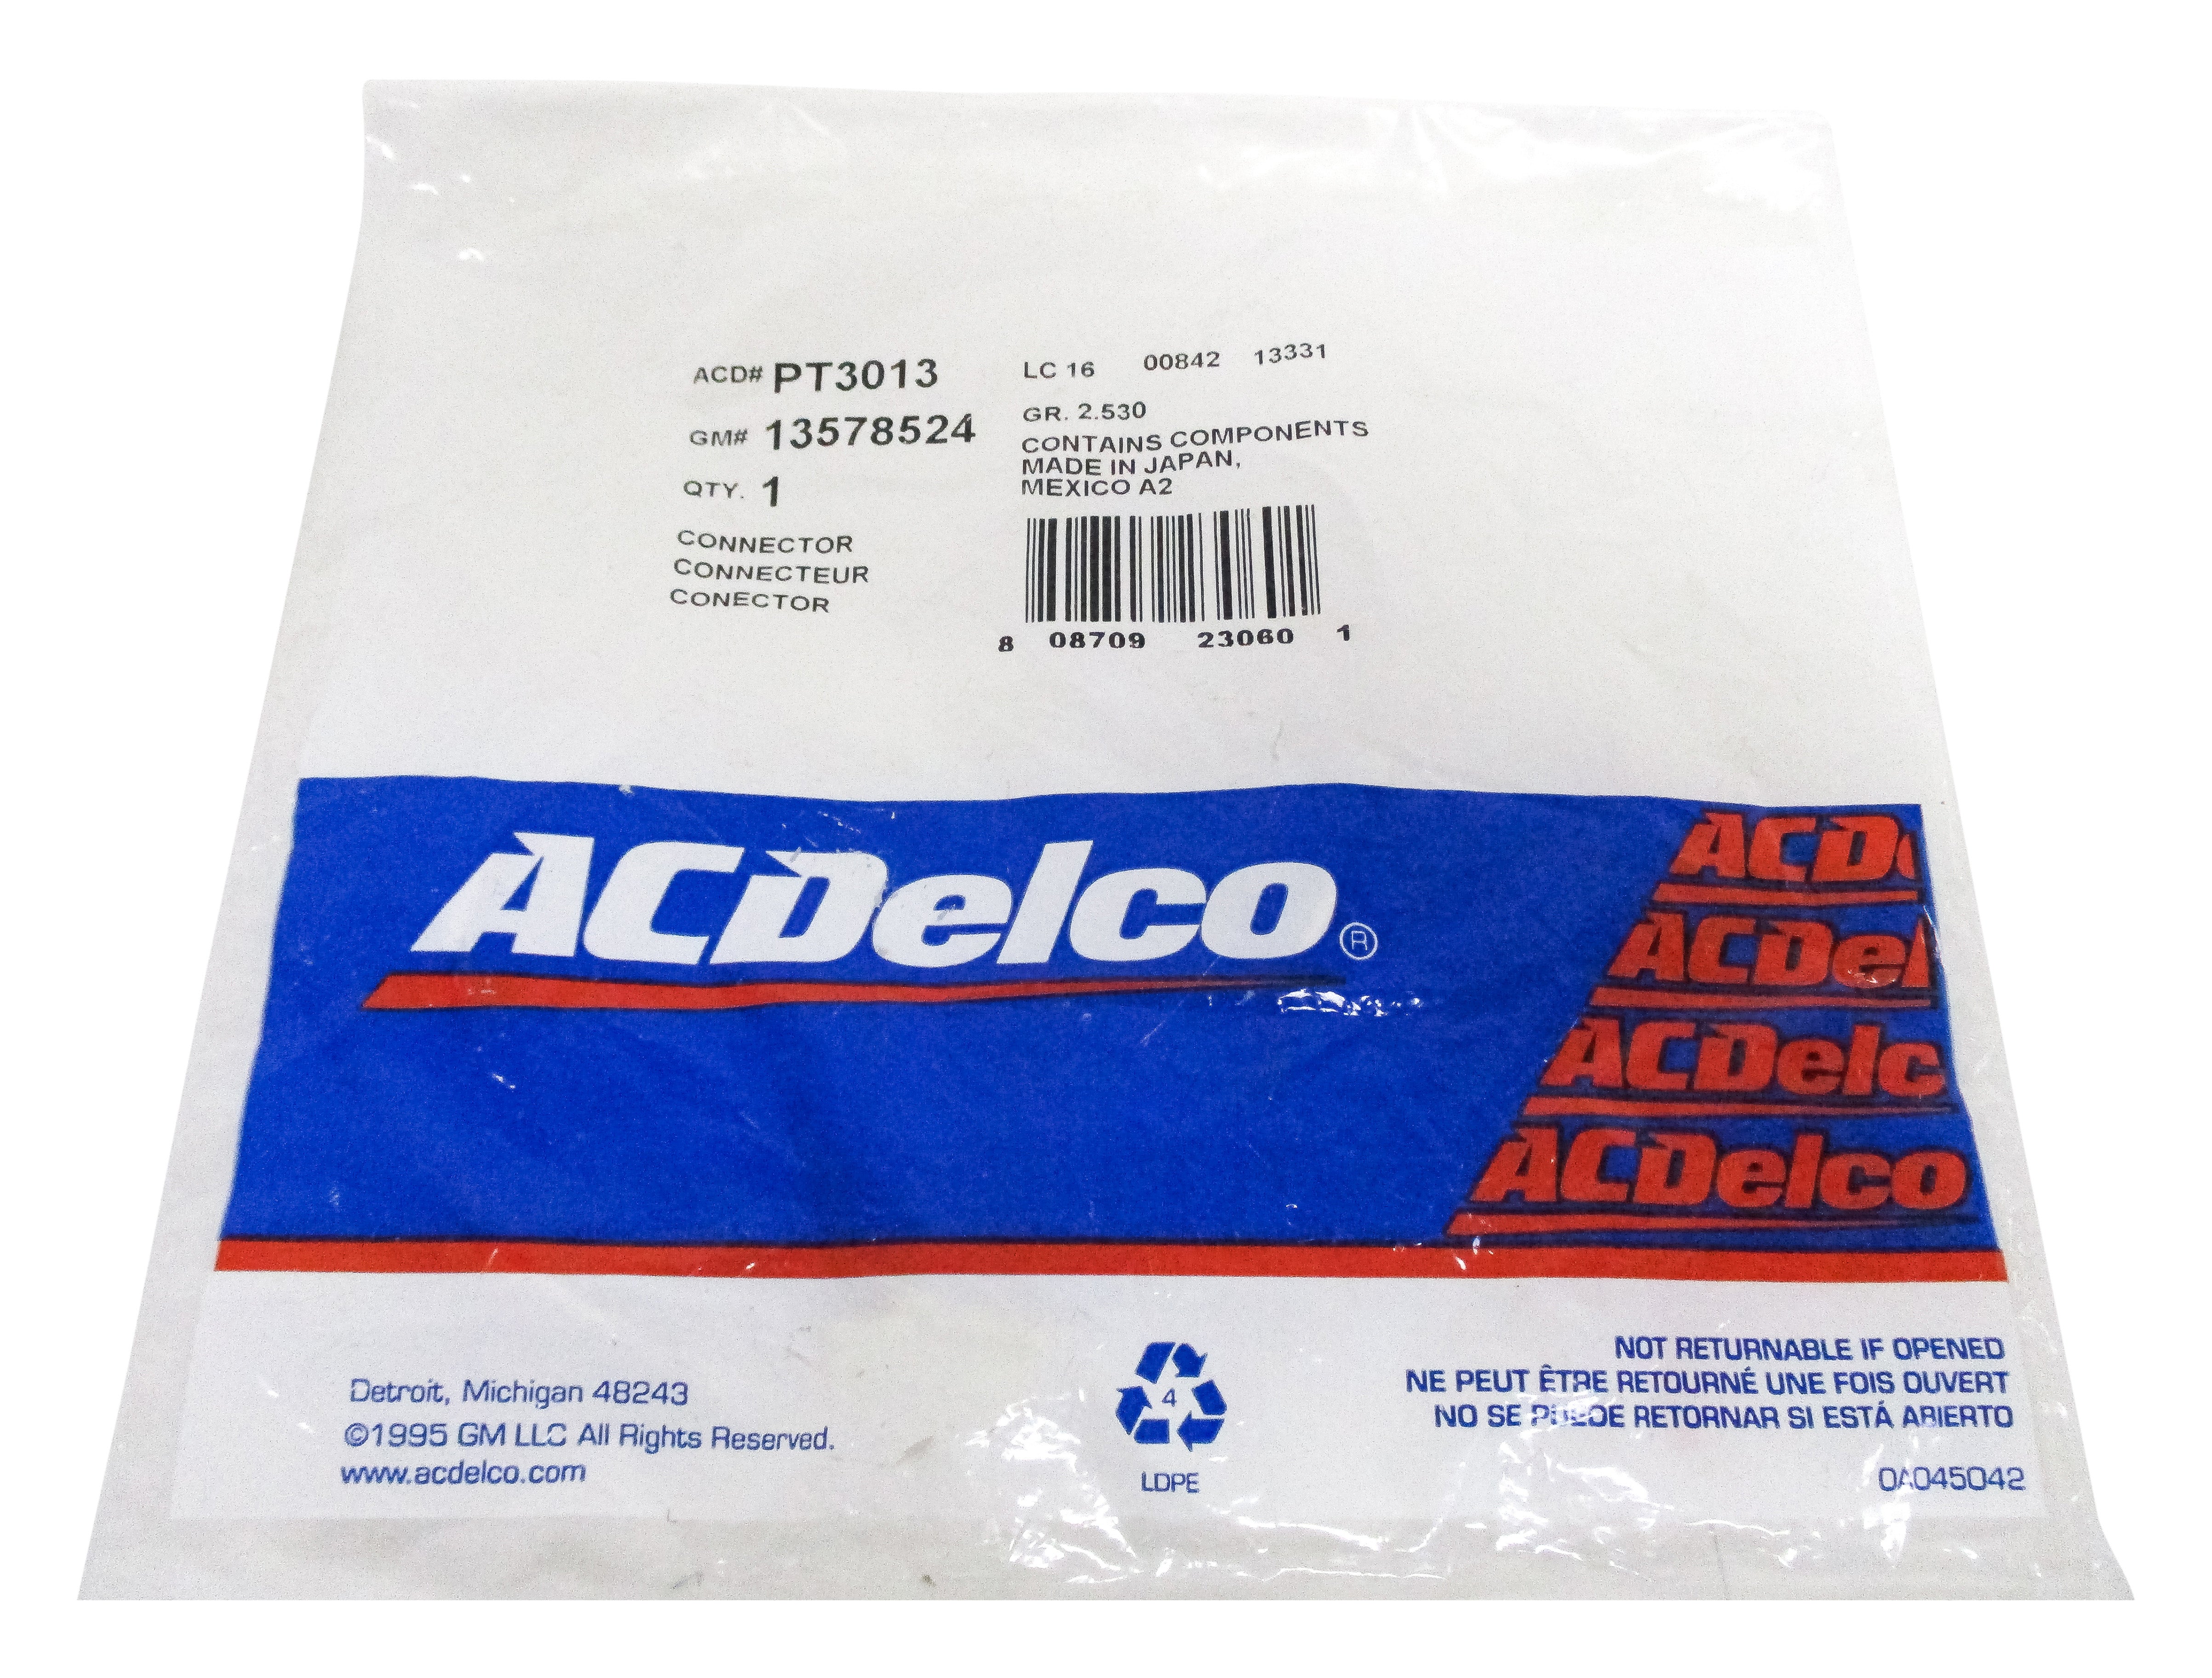 ACD# PT3013
GM# 13578524
QTY. 1
CONNECTOR
CONNECTEUR
CONECTOR
LC 16 00842 13331
GR. 2.530
CONTAINS COMPONENTS
MADE IN JAPAN,
MEXICO A2
8 08709 23060 1
ACDelco®
ACD
ACDel
ACDelc
ACDelco
Detroit, Michigan 48243
©1995 GM LLC All Rights Reserved.
www.acdelco.com
4
LDPE
NOT RETURNABLE IF OPENED
NE PEUT ÊTRE RETOURNÉ UNE FOIS OUVERT
NO SE PUEDE RETORNAR SI ESTÁ ABIERTO
0A045042